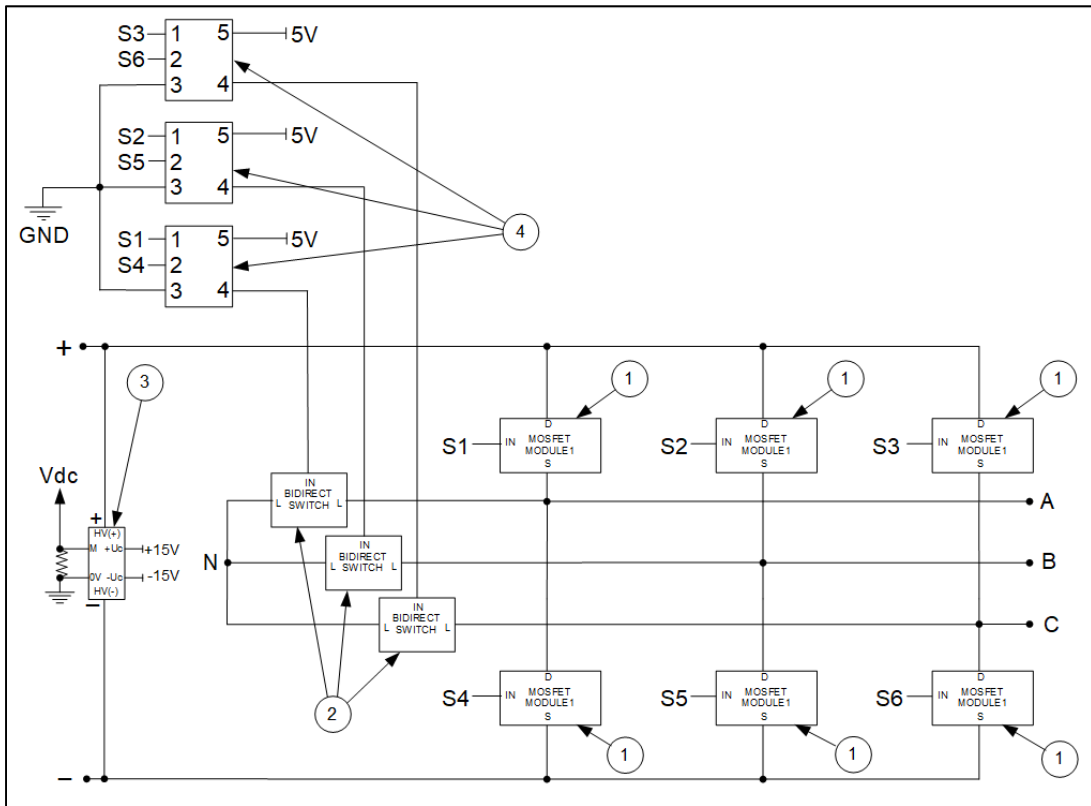 S3 1 5 5V
S6 2
3 4
S2 1 5 5V
S5 2
3 4
GND
4
S1 1 5 5V
S4 2
3 4
+
3
1
1
1
D
D
D
S1 IN MOSFET MODULE1
S2 IN MOSFET MODULE1
S3 IN MOSFET MODULE1
S
S
S
Vdc
+
HV(+)
M +Uc +15V
0V -Uc -15V
HV(-)
–
IN
BIDIRECT
L SWITCH L
A
N
IN
BIDIRECT
L SWITCH L
B
IN
BIDIRECT
L SWITCH L
C
D
D
D
S4 IN MOSFET MODULE1
S5 IN MOSFET MODULE1
S6 IN MOSFET MODULE1
S
S
S
2
1
1
1
–